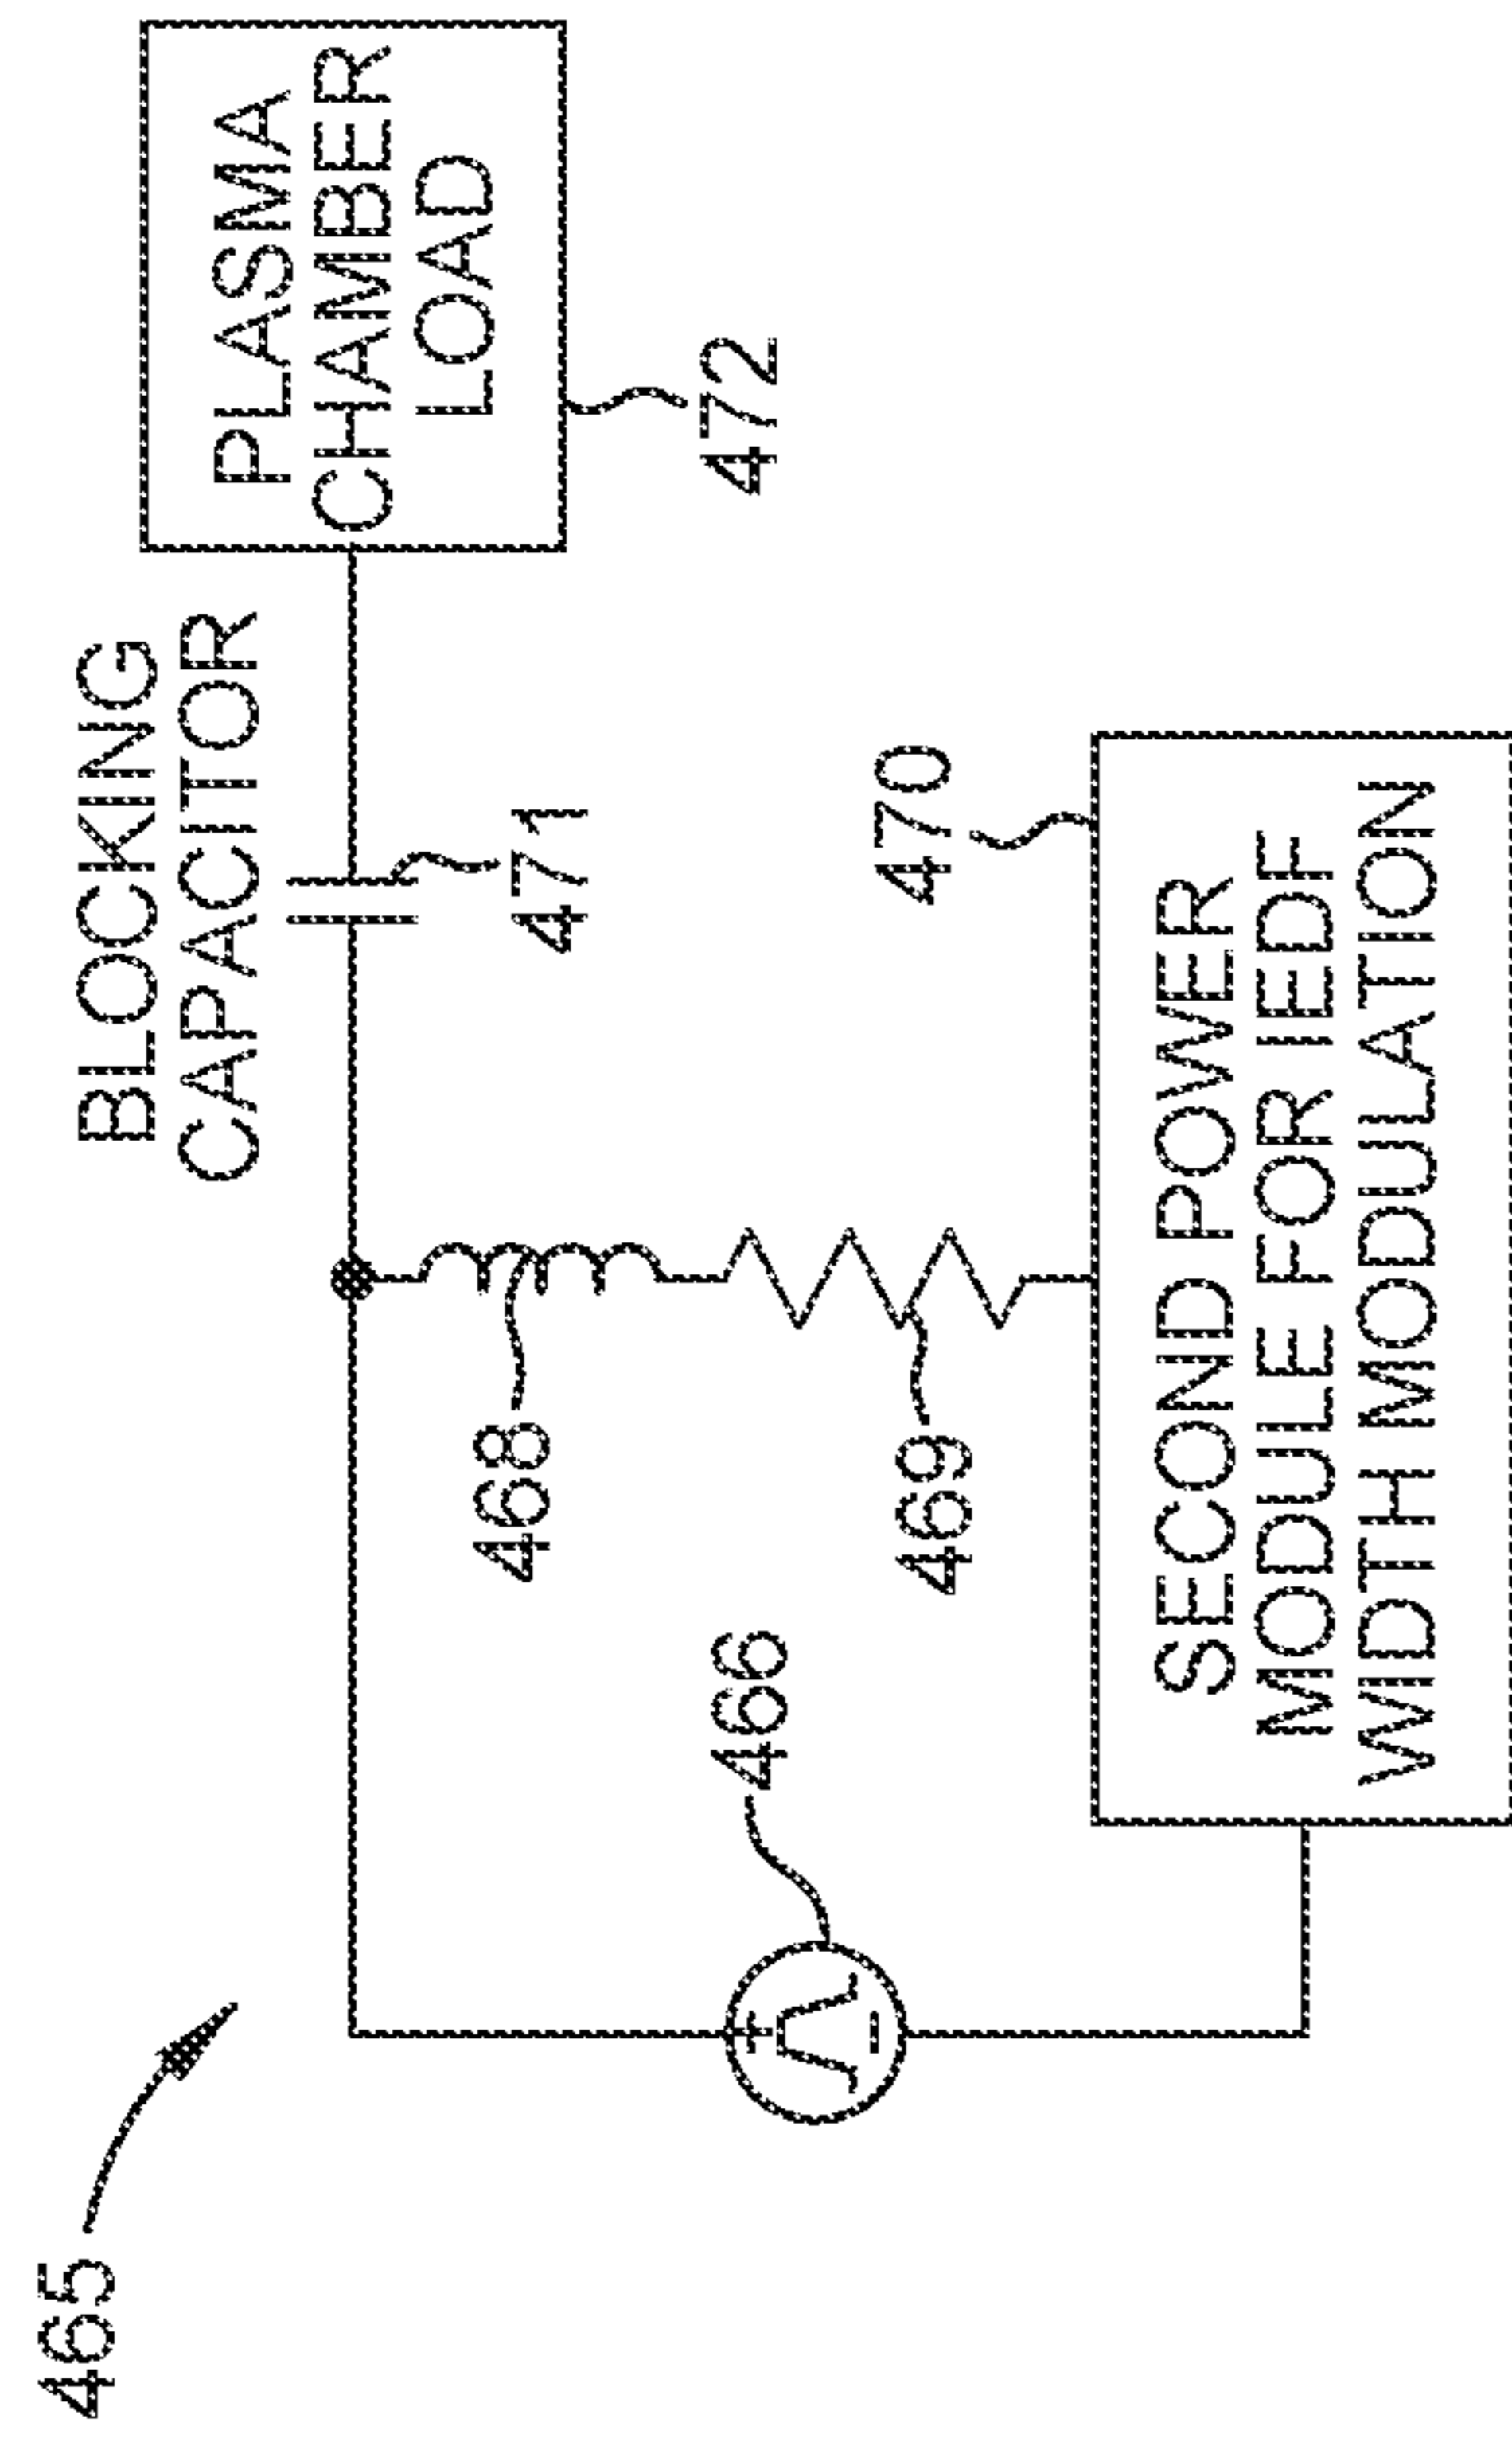 465
BLOCKING
CAPACITOR
PLASMA
CHAMBER
LOAD
471
472
468
466
+
-
469
470
SECOND POWER
MODULE FOR IEDF
WIDTH MODULATION